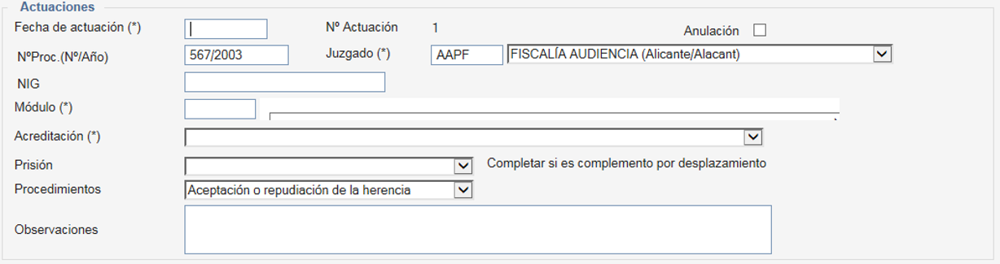 Actuaciones
Fecha de actuación (*) Nº Actuación 1 Anulación
NºProc.(Nº/Año) 567/2003 Juzgado (*) AAPF FISCALÍA AUDIENCIA (Alicante/Alacant)
NIG
Módulo (*)
Acreditación (*)
Prisión Completar si es complemento por desplazamiento
Procedimientos Aceptación o repudiación de la herencia
Observaciones